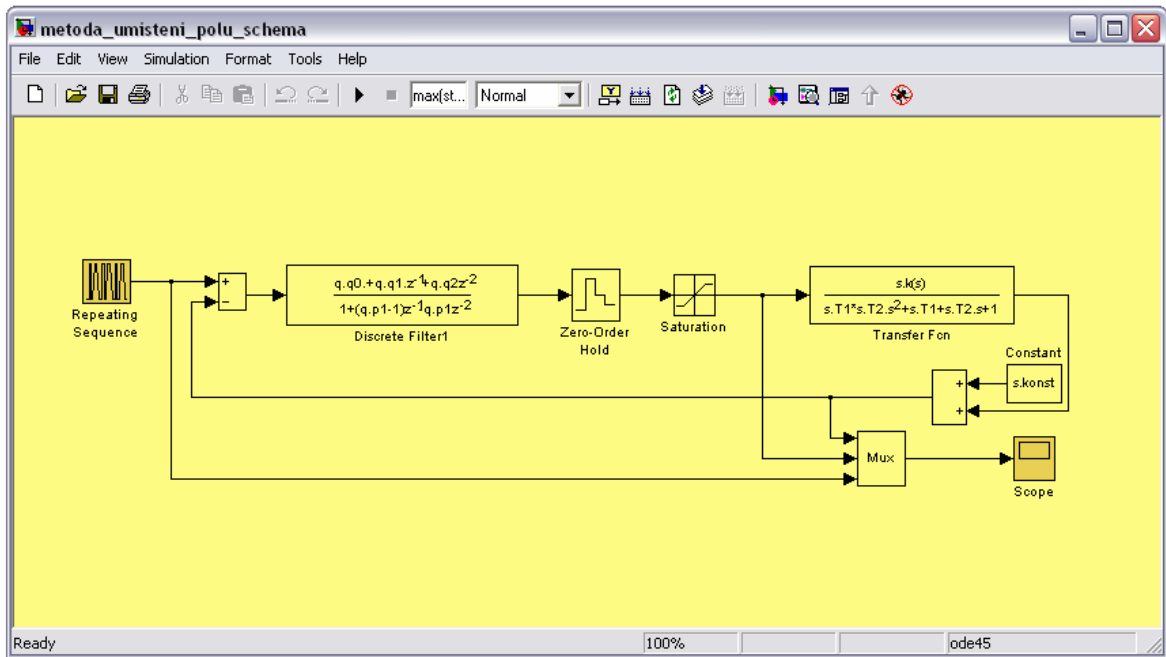 metoda_umisteni_polu_schema
File Edit View Simulation Format Tools Help
max(st... Normal
Repeating
Sequence
+
−
q.q0.+q.q1.z-1+q.q2z-2
1+(q.p1-1)z-1q.p1z-2
Discrete Filter1
Zero-Order
Hold
Saturation
s.k(s)
s.T1*s.T2.s2+s.T1+s.T2.s+1
Transfer Fcn
Constant
s.konst
+
+
Mux
Scope
Ready 100% ode45